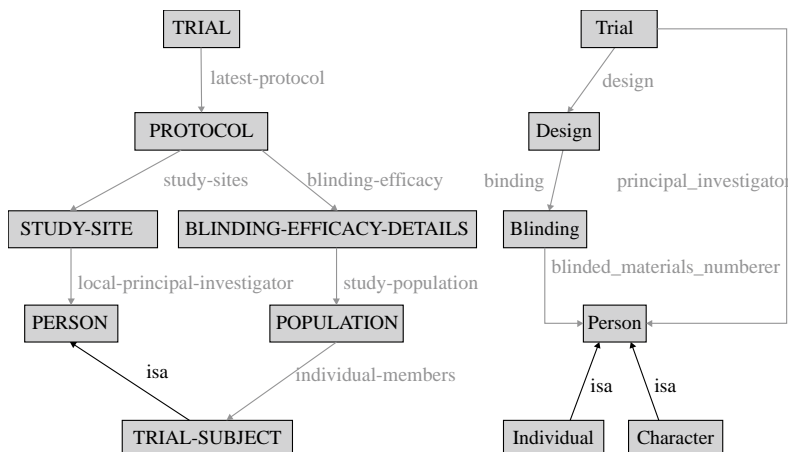 TRIAL
latest-protocol
PROTOCOL
study-sites
blinding-efficacy
STUDY-SITE
BLINDING-EFFICACY-DETAILS
local-principal-investigator
study-population
PERSON
POPULATION
isa
individual-members
TRIAL-SUBJECT
Trial
design
Design
binding
principal_investigator
Blinding
blinded_materials_numberer
Person
isa
isa
Individual
Character